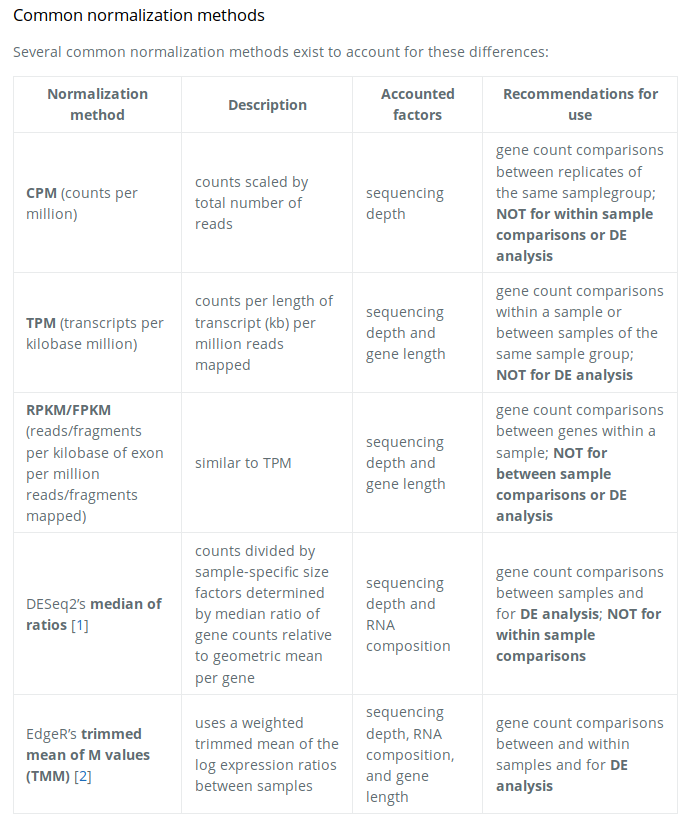 Common normalization methods
Several common normalization methods exist to account for these differences:
Normalization
method
Description
Accounted
factors
Recommendations for
use
CPM (counts per
million)
counts scaled by
total number of
reads
sequencing
depth
gene count comparisons
between replicates of
the same samplegroup;
NOT for within sample
comparisons or DE
analysis
TPM (transcripts per
kilobase million)
counts per length of
transcript (kb) per
million reads
mapped
sequencing
depth and
gene length
gene count comparisons
within a sample or
between samples of the
same sample group;
NOT for DE analysis
RPKM/FPKM
(reads/fragments
per kilobase of exon
per million
reads/fragments
mapped)
similar to TPM
sequencing
depth and
gene length
gene count comparisons
between genes within a
sample; NOT for
between sample
comparisons or DE
analysis
DESeq2's median of
ratios [1]
counts divided by
sample-specific size
factors determined
by median ratio of
gene counts relative
to geometric mean
per gene
sequencing
depth and
RNA
composition
gene count comparisons
between samples and
for DE analysis; NOT for
within sample
comparisons
EdgeR's trimmed
mean of M values
(TMM) [2]
uses a weighted
trimmed mean of the
log expression ratios
between samples
sequencing
depth, RNA
composition,
and gene
length
gene count comparisons
between and within
samples and for DE
analysis